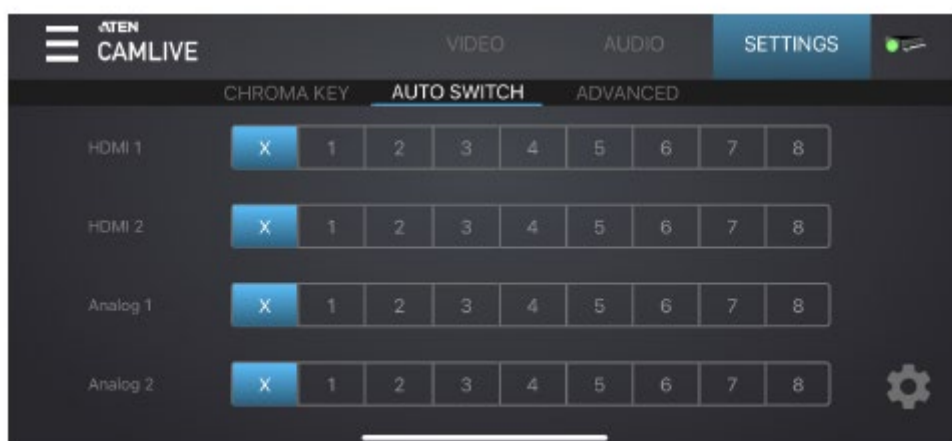 ATEN
CAMLIVE VIDEO AUDIO SETTINGS
CHROMA KEY AUTO SWITCH ADVANCED
HDMI 1 X 1 2 3 4 5 6 7 8
HDMI 2 X 1 2 3 4 5 6 7 8
Analog 1 X 1 2 3 4 5 6 7 8
Analog 2 X 1 2 3 4 5 6 7 8